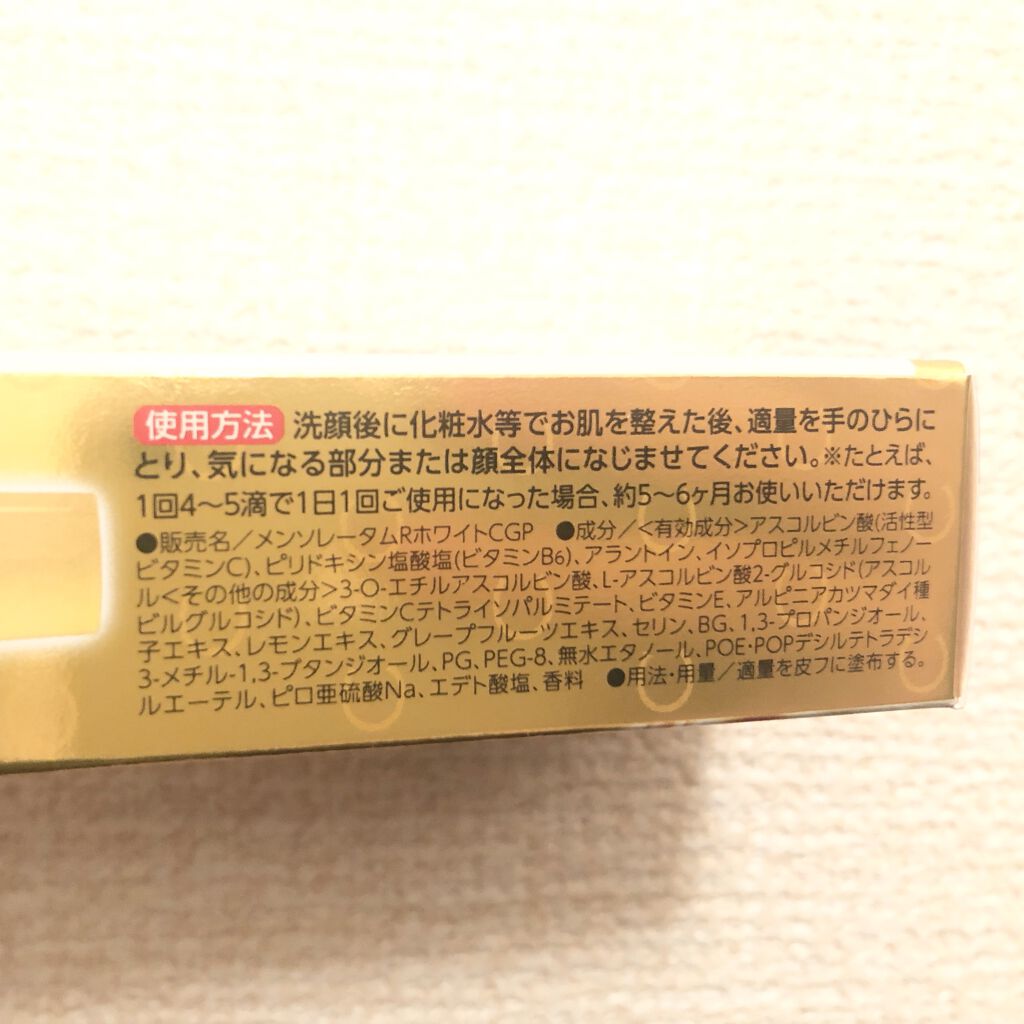 使用方法 洗顔後に化粧水等でお肌を整えた後、適量を手のひらに
とり、気になる部分または顔全体になじませてください。※たとえば、
1回4〜5滴で1日1回ご使用になった場合、約5〜6ヶ月お使いいただけます。
●販売名／メンソレータムRホワイトCGP ●成分／＜有効成分＞アスコルビン酸(活性型
ビタミンC)、ピリドキシン塩酸塩(ビタミンB6)、アラントイン、イソプロピルメチルフェノー
ル＜その他の成分＞3-O-エチルアスコルビン酸、L-アスコルビン酸2-グルコシド(アスコル
ビルグルコシド)、ビタミンCテトライソパルミテート、ビタミンE、アルピニアカツマダイ種
子エキス、レモンエキス、グレープフルーツエキス、セリン、BG、1,3-プロパンジオール、
3-メチル-1,3-ブタンジオール、PG、PEG-8、無水エタノール、POE・POPデシルテトラデシ
ルエーテル、ピロ亜硫酸Na、エデト酸塩、香料 ●用法・用量／適量を皮フに塗布する。